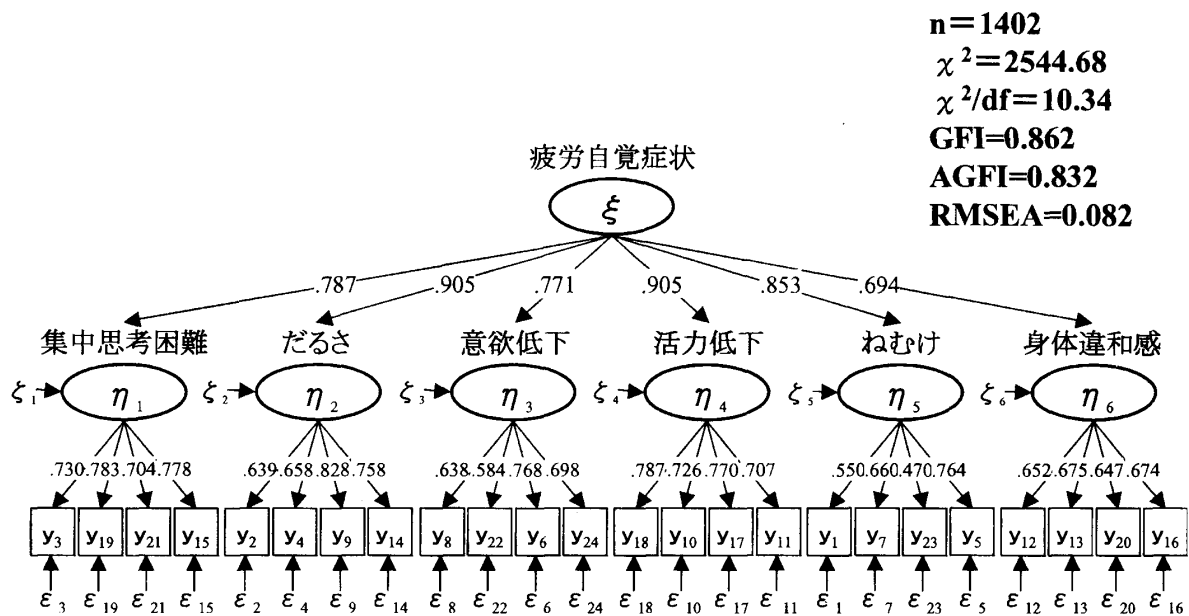 n=1402
χ²=2544.68
χ²/df=10.34
GFI=0.862
AGFI=0.832
RMSEA=0.082
疲労自覚症状
ξ
.787 .905 .771 .905 .853 .694
集中思考困難 だるさ 意欲低下 活力低下 ねむけ 身体違和感
ζ₁ η₁ ζ₂ η₂ ζ₃ η₃ ζ₄ η₄ ζ₅ η₅ ζ₆ η₆
.730 .783 .704 .778 .639 .658 .828 .758 .638 .584 .768 .698 .787 .726 .770 .707 .550 .660 .470 .764 .652 .675 .647 .674
y₃ y₁₉ y₂₁ y₁₅ y₂ y₄ y₉ y₁₄ y₈ y₂₂ y₆ y₂₄ y₁₈ y₁₀ y₁₇ y₁₁ y₁ y₇ y₂₃ y₅ y₁₂ y₁₃ y₂₀ y₁₆
ε₃ ε₁₉ ε₂₁ ε₁₅ ε₂ ε₄ ε₉ ε₁₄ ε₈ ε₂₂ ε₆ ε₂₄ ε₁₈ ε₁₀ ε₁₇ ε₁₁ ε₁ ε₇ ε₂₃ ε₅ ε₁₂ ε₁₃ ε₂₀ ε₁₆